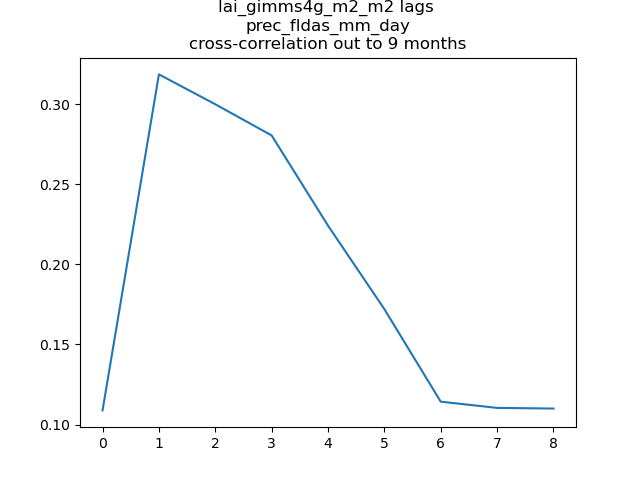 lai_gimms4g_m2_m2 lags
prec_fldas_mm_day
cross-correlation out to 9 months
0.30
0.25
0.20
0.15
0.10
0 1 2 3 4 5 6 7 8